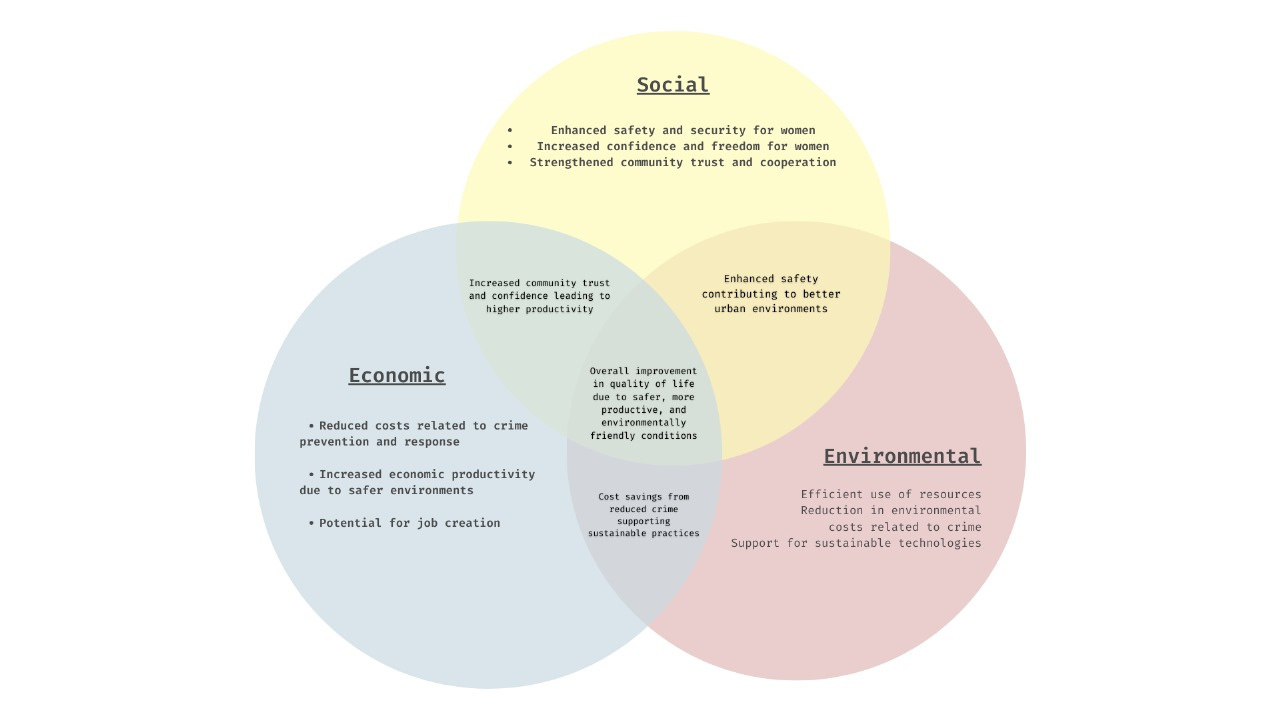 Social
• Enhanced safety and security for women
• Increased confidence and freedom for women
• Strengthened community trust and cooperation
Increased community trust
and confidence leading to
higher productivity
Enhanced safety
contributing to better
urban environments
Economic
• Reduced costs related to crime
prevention and response
• Increased economic productivity
due to safer environments
• Potential for job creation
Overall improvement
in quality of life
due to safer, more
productive, and
environmentally
friendly conditions
Cost savings from
reduced crime
supporting
sustainable practices
Environmental
Efficient use of resources
Reduction in environmental
costs related to crime
Support for sustainable technologies